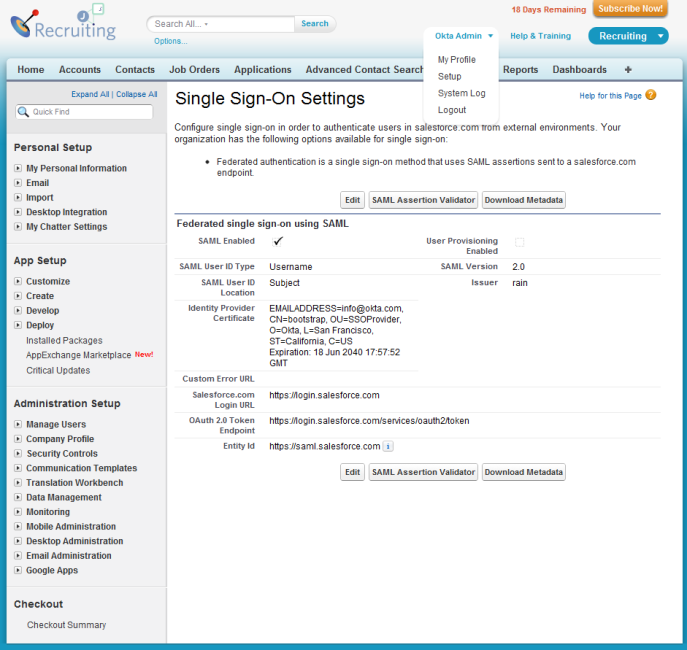 Recruiting
Search All...
Search
Options...
18 Days Remaining
Subscribe Now!
Okta Admin
Help & Training
Recruiting
My Profile
Setup
System Log
Logout
Home
Accounts
Contacts
Job Orders
Applications
Advanced Contact Search
Reports
Dashboards
+
Expand All | Collapse All
Quick Find
Personal Setup
My Personal Information
Email
Import
Desktop Integration
My Chatter Settings
App Setup
Customize
Create
Develop
Deploy
Installed Packages
AppExchange Marketplace New!
Critical Updates
Administration Setup
Manage Users
Company Profile
Security Controls
Communication Templates
Translation Workbench
Data Management
Monitoring
Mobile Administration
Desktop Administration
Email Administration
Google Apps
Checkout
Checkout Summary
Single Sign-On Settings
Help for this Page ?
Configure single sign-on in order to authenticate users in salesforce.com from external environments. Your
organization has the following options available for single sign-on:
• Federated authentication is a single sign-on method that uses SAML assertions sent to a salesforce.com
endpoint.
Edit
SAML Assertion Validator
Download Metadata
Federated single sign-on using SAML
SAML Enabled ✓
User Provisioning
Enabled
SAML User ID Type Username
SAML Version 2.0
SAML User ID
Location
Subject
Issuer rain
Identity Provider
Certificate
EMAILADDRESS=info@okta.com,
CN=bootstrap, OU=SSOProvider,
O=Okta, L=San Francisco,
ST=California, C=US
Expiration: 18 Jun 2040 17:57:52
GMT
Custom Error URL
Salesforce.com
Login URL
https://login.salesforce.com
OAuth 2.0 Token
Endpoint
https://login.salesforce.com/services/oauth2/token
Entity Id https://saml.salesforce.com i
Edit
SAML Assertion Validator
Download Metadata